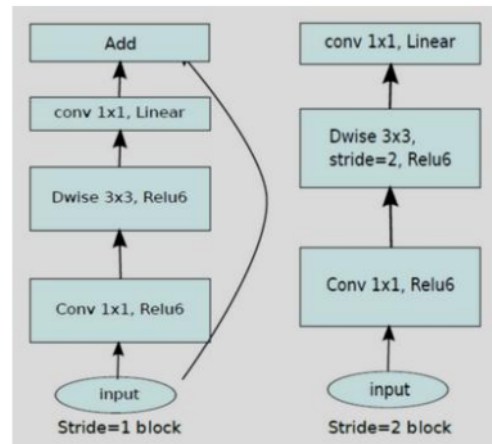 Add
conv 1x1, Linear
Dwise 3x3, Relu6
Conv 1x1, Relu6
input
Stride=1 block
conv 1x1, Linear
Dwise 3x3,
stride=2, Relu6
Conv 1x1, Relu6
input
Stride=2 block